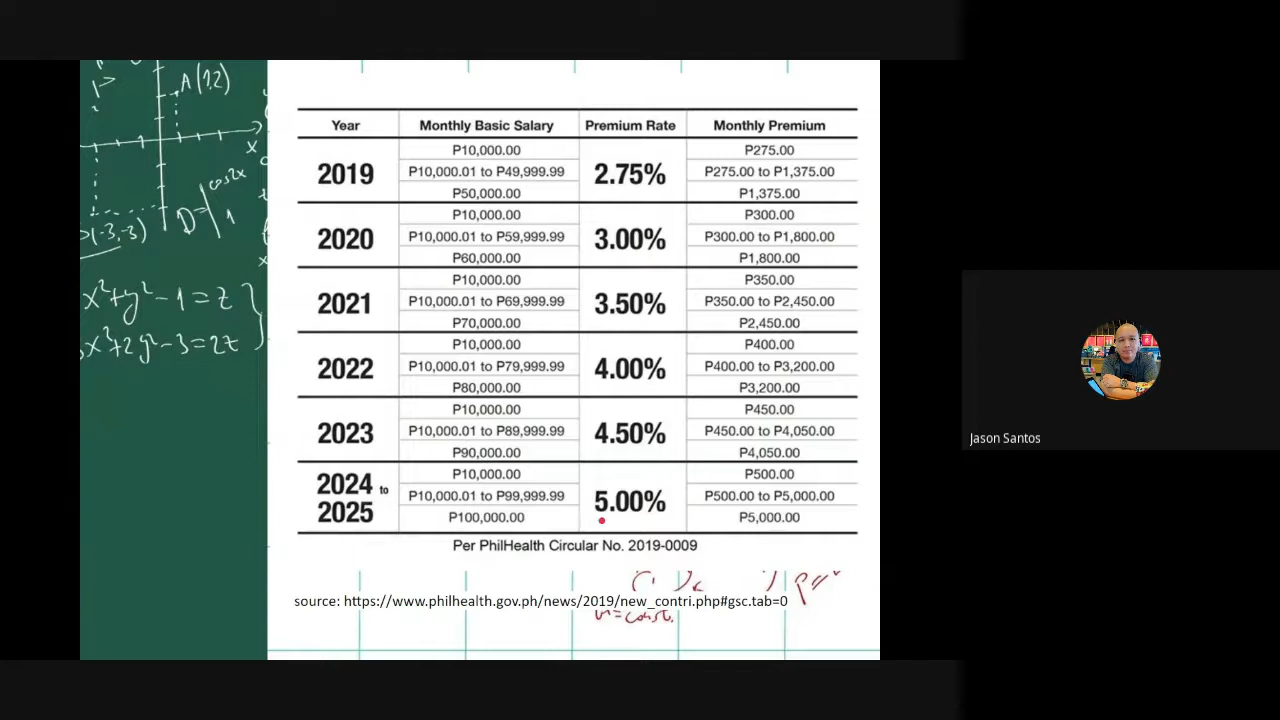 A(1,2)
x
cos2x
D=
1
(-3,-3)
x²+y²-1=z
x³+2y²-3=2z
Year Monthly Basic Salary Premium Rate Monthly Premium
2019 2.75%
P10,000.00 P275.00
P10,000.01 to P49,999.99 P275.00 to P1,375.00
P50,000.00 P1,375.00
2020 3.00%
P10,000.00 P300.00
P10,000.01 to P59,999.99 P300.00 to P1,800.00
P60,000.00 P1,800.00
2021 3.50%
P10,000.00 P350.00
P10,000.01 to P69,999.99 P350.00 to P2,450.00
P70,000.00 P2,450.00
2022 4.00%
P10,000.00 P400.00
P10,000.01 to P79,999.99 P400.00 to P3,200.00
P80,000.00 P3,200.00
2023 4.50%
P10,000.00 P450.00
P10,000.01 to P89,999.99 P450.00 to P4,050.00
P90,000.00 P4,050.00
2024 to 2025 5.00%
P10,000.00 P500.00
P10,000.01 to P99,999.99 P500.00 to P5,000.00
P100,000.00 P5,000.00
Per PhilHealth Circular No. 2019-0009
source: https://www.philhealth.gov.ph/news/2019/new_contri.php#gsc.tab=0
Jason Santos